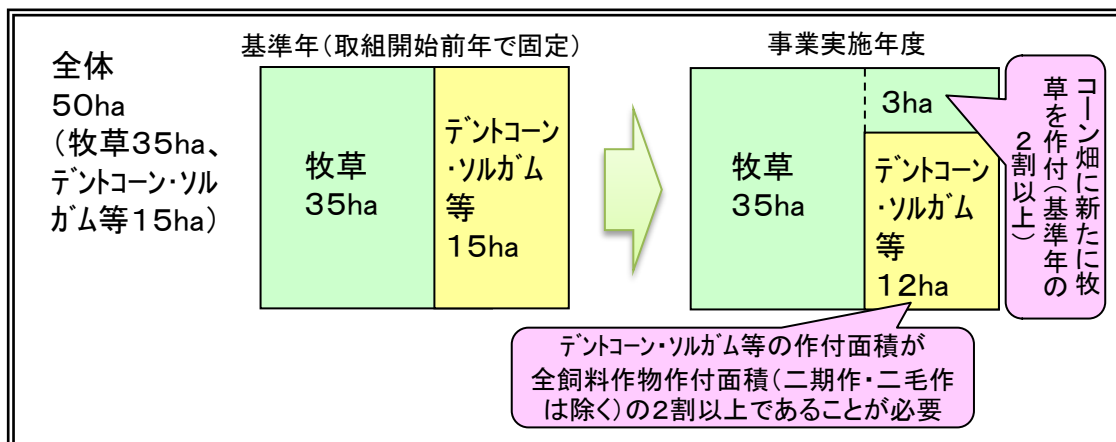 全体
50ha
(牧草35ha、
デントコーン・ソル
ガム等15ha)
基準年(取組開始前年で固定)
牧草
35ha
デントコーン
・ソルガム
等
15ha
事業実施年度
牧草
35ha
3ha
デントコーン
・ソルガム
等
12ha
コーン畑に新たに牧
草を作付(基準年の
2割以上)
デントコーン・ソルガム等の作付面積が
全飼料作物作付面積(二期作・二毛作
は除く)の2割以上であることが必要